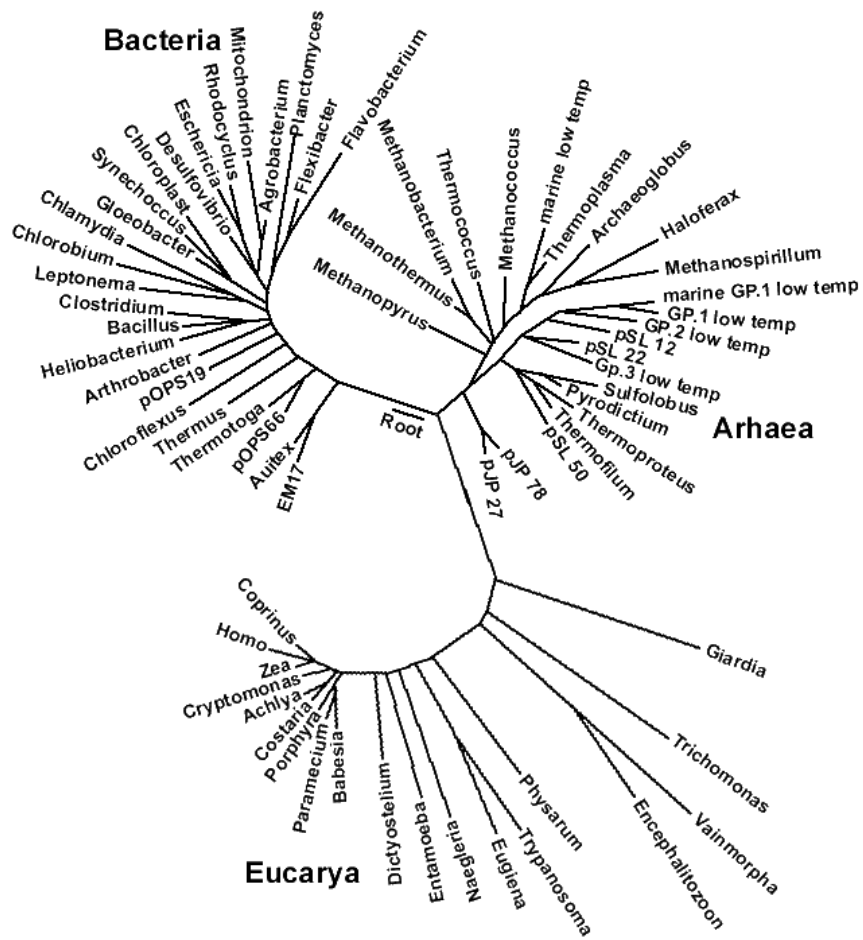 Bacteria
Mitochondrion
Rhodocyclus
Eschericia
Desulfovibrio
Chloroplast
Synechoccus
Gloeobacter
Chlamydia
Chlorobium
Leptonema
Clostridium
Bacillus
Heliobacterium
Arthrobacter
pOPS19
Chloroflexus
Thermus
Thermotoga
pOPS66
Auitex
EM17
Agrobacterium
Planctomyces
Flexibacter
Flavobacterium
Root
Methanobacterium
Methanothermus
Methanopyrus
Thermococcus
Methanococcus
marine low temp
Thermoplasma
Archaeoglobus
Haloferax
Methanospirillum
marine GP.1 low temp
GP.1 low temp
GP.2 low temp
pSL 12
pSL 22
Gp.3 low temp
Sulfolobus
Pyrodictium
Thermoproteus
Thermofilum
pSL 50
pJP 78
pJP 27
Arhaea
Coprinus
Homo
Zea
Cryptomonas
Achlya
Costaria
Porphyra
Paramecium
Babesia
Dictyostelium
Entamoeba
Naegleria
Eugiena
Trypanosoma
Physarum
Encephalitozoon
Vainmorpha
Trichomonas
Giardia
Eucarya